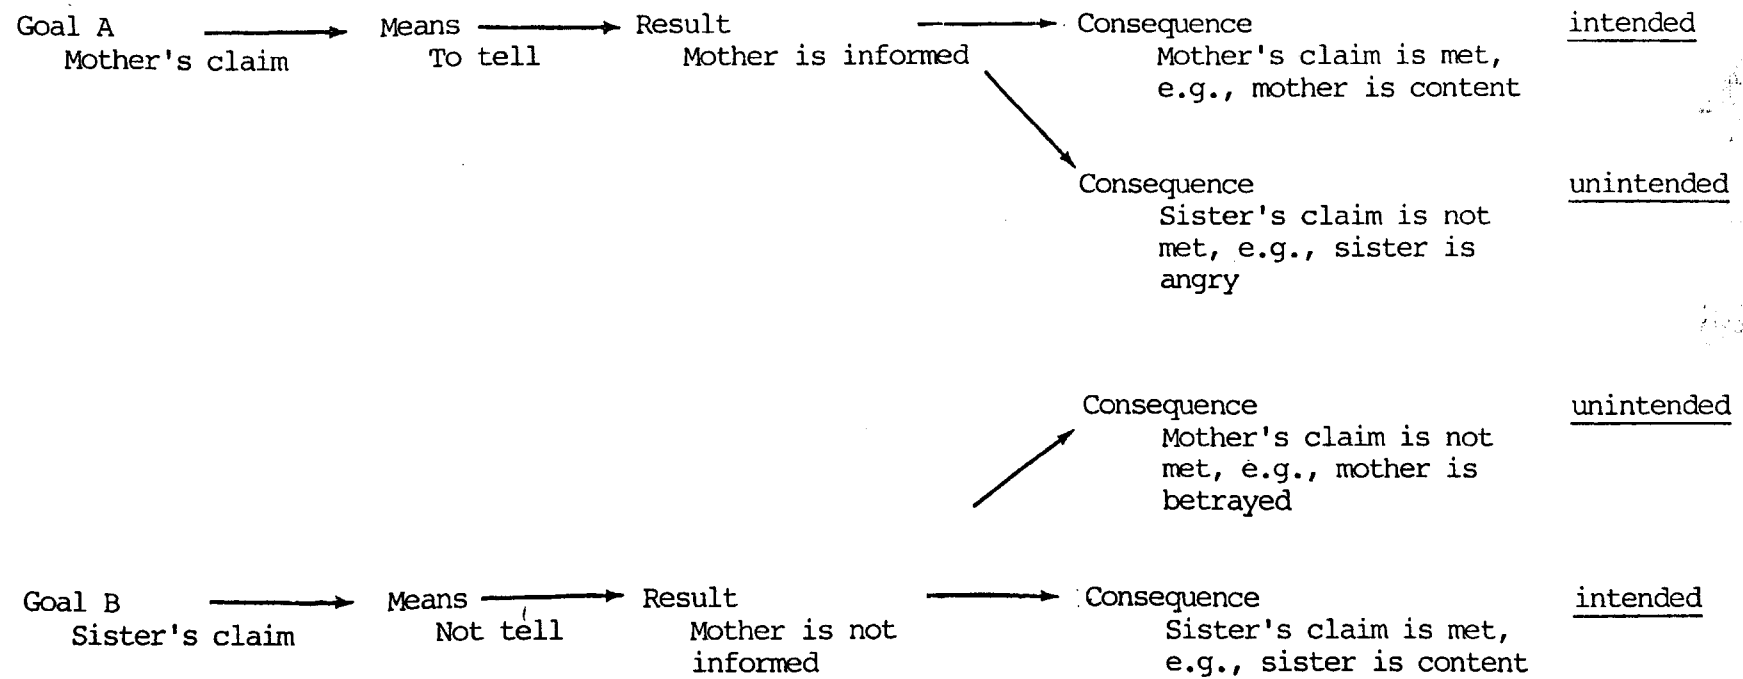 Goal A Means Result Consequence intended
Mother's claim To tell Mother is informed Mother's claim is met,
e.g., mother is content
Consequence unintended
Sister's claim is not
met, e.g., sister is
angry
Consequence unintended
Mother's claim is not
met, e.g., mother is
betrayed
Goal B Means Result Consequence intended
Sister's claim Not tell Mother is not Sister's claim is met,
informed e.g., sister is content